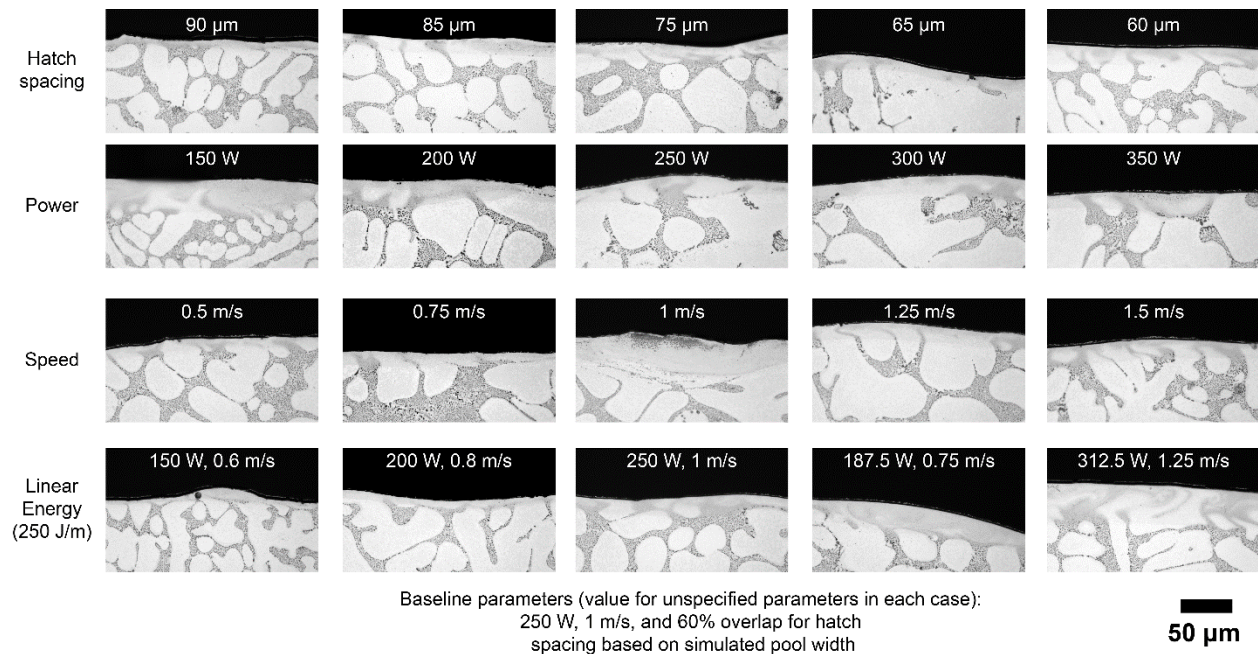 90 µm
85 µm
75 µm
65 µm
60 µm
Hatch
spacing
150 W
200 W
250 W
300 W
350 W
Power
0.5 m/s
0.75 m/s
1 m/s
1.25 m/s
1.5 m/s
Speed
150 W, 0.6 m/s
200 W, 0.8 m/s
250 W, 1 m/s
187.5 W, 0.75 m/s
312.5 W, 1.25 m/s
Linear
Energy
(250 J/m)
Baseline parameters (value for unspecified parameters in each case):
250 W, 1 m/s, and 60% overlap for hatch
spacing based on simulated pool width
50 µm